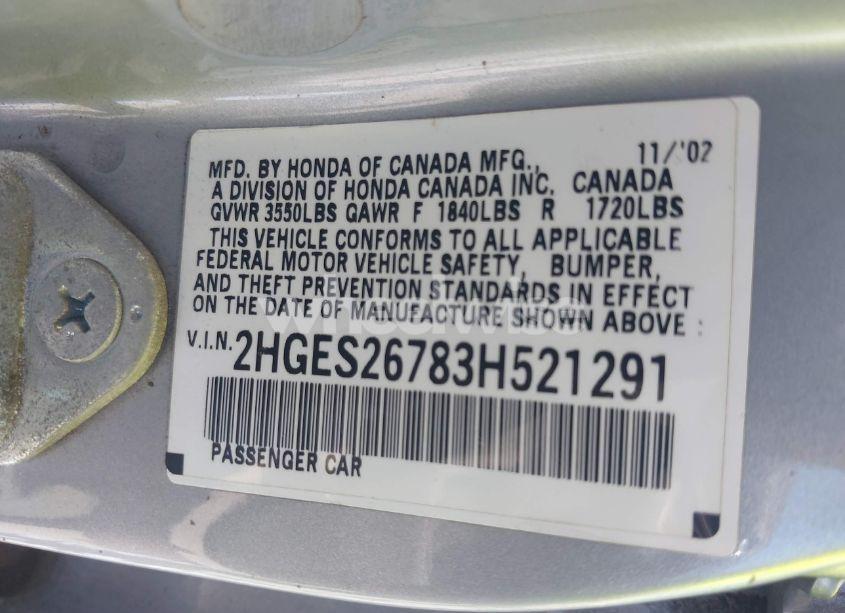 11/'02
MFD. BY HONDA OF CANADA MFG.,
A DIVISION OF HONDA CANADA INC. CANADA
GVWR 3550LBS GAWR F 1840LBS R 1720LBS
THIS VEHICLE CONFORMS TO ALL APPLICABLE
FEDERAL MOTOR VEHICLE SAFETY, BUMPER,
AND THEFT PREVENTION STANDARDS IN EFFECT
ON THE DATE OF MANUFACTURE SHOWN ABOVE :
V.I.N. 2HGES26783H521291
PASSENGER CAR